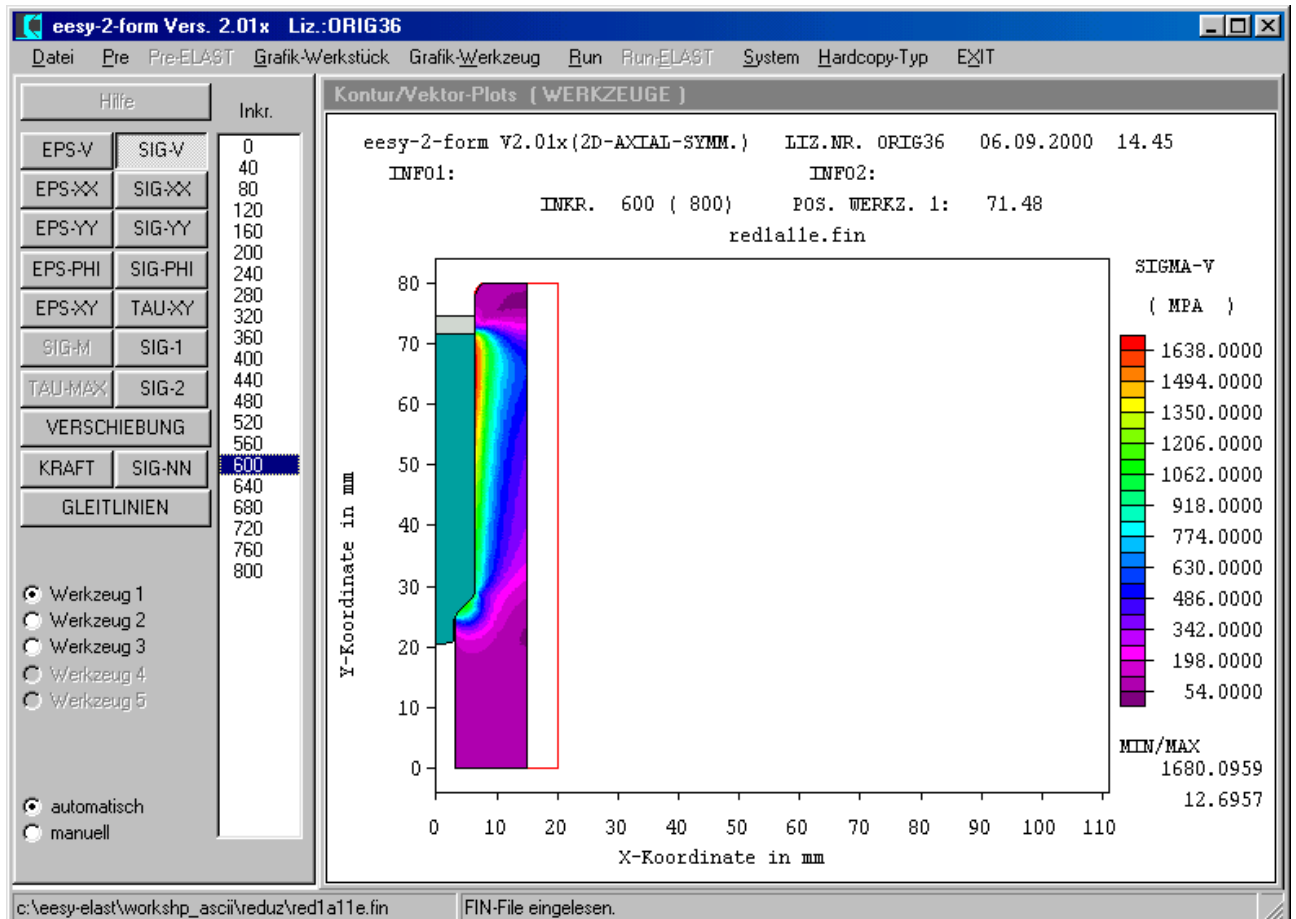 eesy-2-form Vers. 2.01x Liz.:ORIG36
Datei Pre Pre-ELAST Grafik-Werkstück Grafik-Werkzeug Run Run-ELAST System Hardcopy-Typ EXIT
Hilfe
EPS-V SIG-V
EPS-XX SIG-XX
EPS-YY SIG-YY
EPS-PHI SIG-PHI
EPS-XY TAU-XY
SIG-M SIG-1
TAU-MAX SIG-2
VERSCHIEBUNG
KRAFT SIG-NN
GLEITLINIEN
Werkzeug 1
Werkzeug 2
Werkzeug 3
Werkzeug 4
Werkzeug 5
automatisch
manuell
Inkr.
0
40
80
120
160
200
240
280
320
360
400
440
480
520
560
600
640
680
720
760
800
Kontur/Vektor-Plots ( WERKZEUGE )
eesy-2-form V2.01x(2D-AXIAL-SYMM.) LIZ.NR. ORIG36 06.09.2000 14.45
INFO1: INFO2:
INKR. 600 ( 800) POS. WERKZ. 1: 71.48
red1a11e.fin
80
70
60
50
40
30
20
10
0
Y-Koordinate in mm
0 10 20 30 40 50 60 70 80 90 100 110
X-Koordinate in mm
SIGMA-V
( MPA )
1638.0000
1494.0000
1350.0000
1206.0000
1062.0000
918.0000
774.0000
630.0000
486.0000
342.0000
198.0000
54.0000
MIN/MAX
1680.0959
12.6957
c:\eesy-elast\workshp_ascii\reduz\red1a11e.fin FIN-File eingelesen.